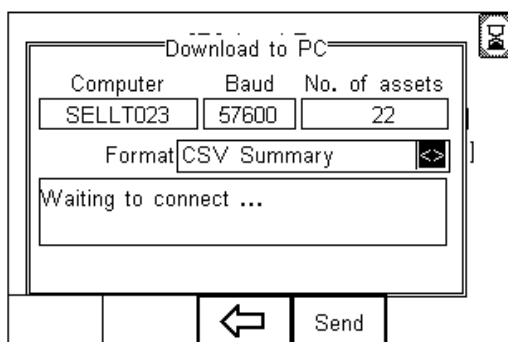 Download to PC
Computer Baud No. of assets
SELLT023 57600 22
Format CSV Summary <>
Waiting to connect ...
Send